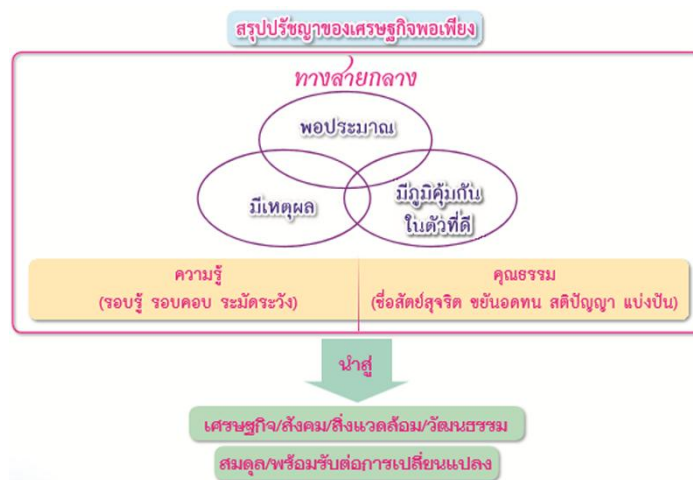 สรุปปรัชญาของเศรษฐกิจพอเพียง
ทางสายกลาง
พอประมาณ
มีเหตุผล
มีภูมิคุ้มกัน
ในตัวที่ดี
ความรู้
(รอบรู้ รอบคอบ ระมัดระวัง)
คุณธรรม
(ซื่อสัตย์สุจริต ขยันอดทน สติปัญญา แบ่งปัน)
นำสู่
เศรษฐกิจ/สังคม/สิ่งแวดล้อม/วัฒนธรรม
สมดุล/พร้อมรับต่อการเปลี่ยนแปลง